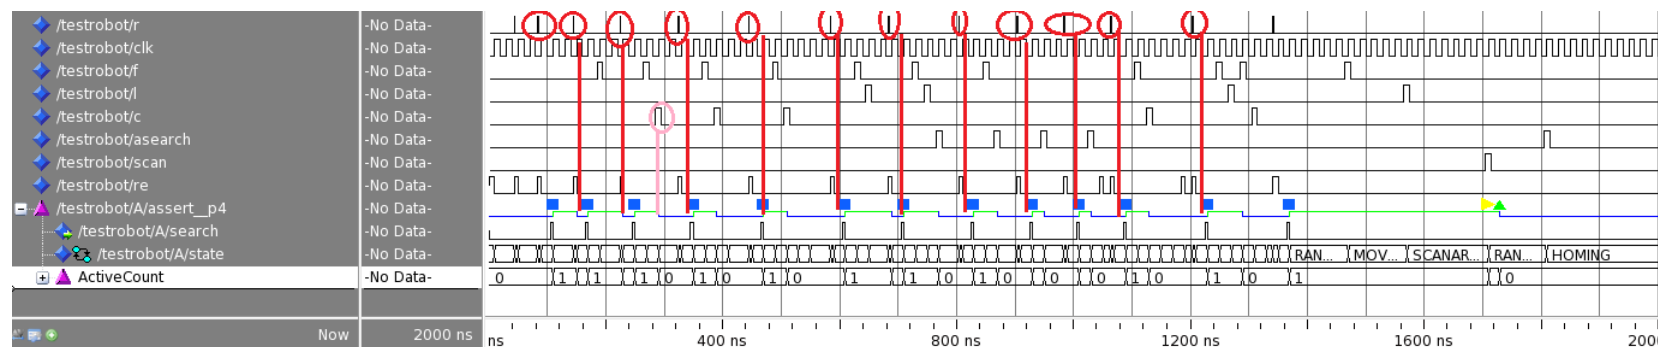 /testrobot/r -No Data-
/testrobot/clk -No Data-
/testrobot/f -No Data-
/testrobot/l -No Data-
/testrobot/c -No Data-
/testrobot/asearch -No Data-
/testrobot/scan -No Data-
/testrobot/re -No Data-
/testrobot/A/assert__p4 -No Data-
/testrobot/A/search -No Data-
/testrobot/A/state -No Data- RAN... MOV... SCANAR... RAN... HOMING
ActiveCount -No Data- 0 1 1 1 0 1 0 1 0 1 1 0 1 0 0 0 1 0 1 0 1 0
Now 2000 ns ns 400 ns 800 ns 1200 ns 1600 ns 2000